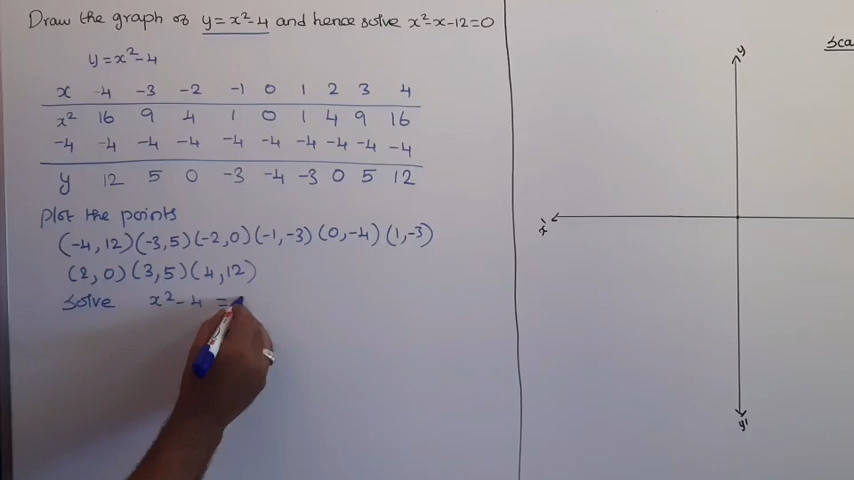 Draw the graph of y=x²-4 and hence solve x²-x-12=0
y=x²-4
x -4 -3 -2 -1 0 1 2 3 4
x² 16 9 4 1 0 1 4 9 16
-4 -4 -4 -4 -4 -4 -4 -4 -4 -4
y 12 5 0 -3 -4 -3 0 5 12
plot the points
(-4, 12) (-3, 5) (-2, 0) (-1, -3) (0, -4) (1, -3)
(2, 0) (3, 5) (4, 12)
solve x²-4 =
y
x'
y'